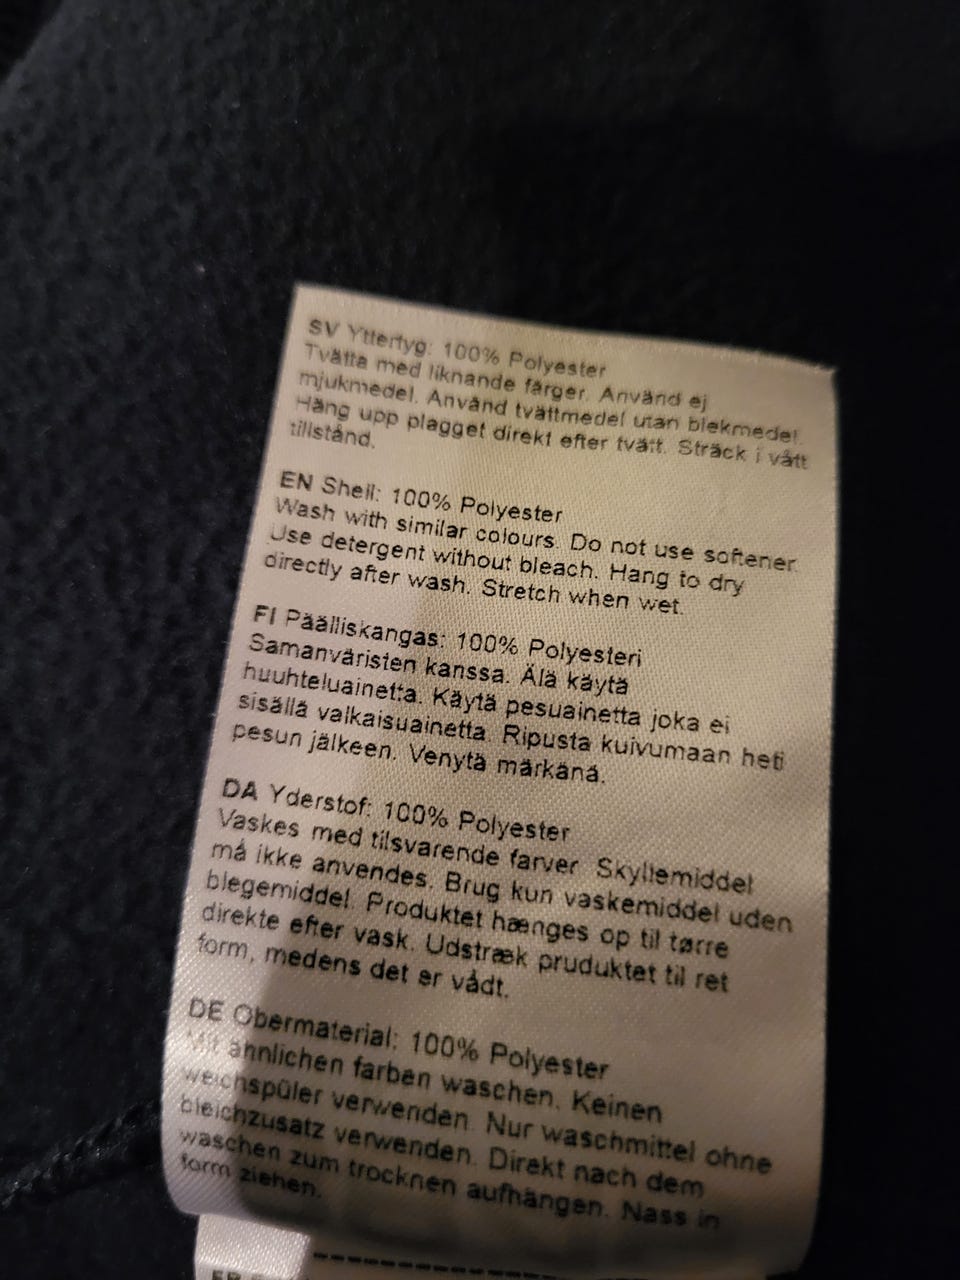 SV Yttertyg: 100% Polyester
Tvätta med liknande färger. Använd ej
mjukmedel. Använd tvättmedel utan blekmedel.
Häng upp plagget direkt efter tvätt. Sträck i vått
tillstånd.
EN Shell: 100% Polyester
Wash with similar colours. Do not use softener.
Use detergent without bleach. Hang to dry
directly after wash. Stretch when wet.
FI Päälliskangas: 100% Polyesteri
Samanväristen kanssa. Älä käytä
huuhteluainetta. Käytä pesuainetta joka ei
sisällä valkaisuainetta. Ripusta kuivumaan heti
pesun jälkeen. Venytä märkänä.
DA Yderstof: 100% Polyester
Vaskes med tilsvarende farver. Skyllemiddel
må ikke anvendes. Brug kun vaskemiddel uden
blegemiddel. Produktet hænges op til tørre
direkte efter vask. Udstræk pruduktet til ret
form, medens det er vådt.
DE Obermaterial: 100% Polyester
Mit ähnlichen farben waschen. Keinen
weichspüler verwenden. Nur waschmittel ohne
bleichzusatz verwenden. Direkt nach dem
waschen zum trocknen aufhängen. Nass in
form ziehen.